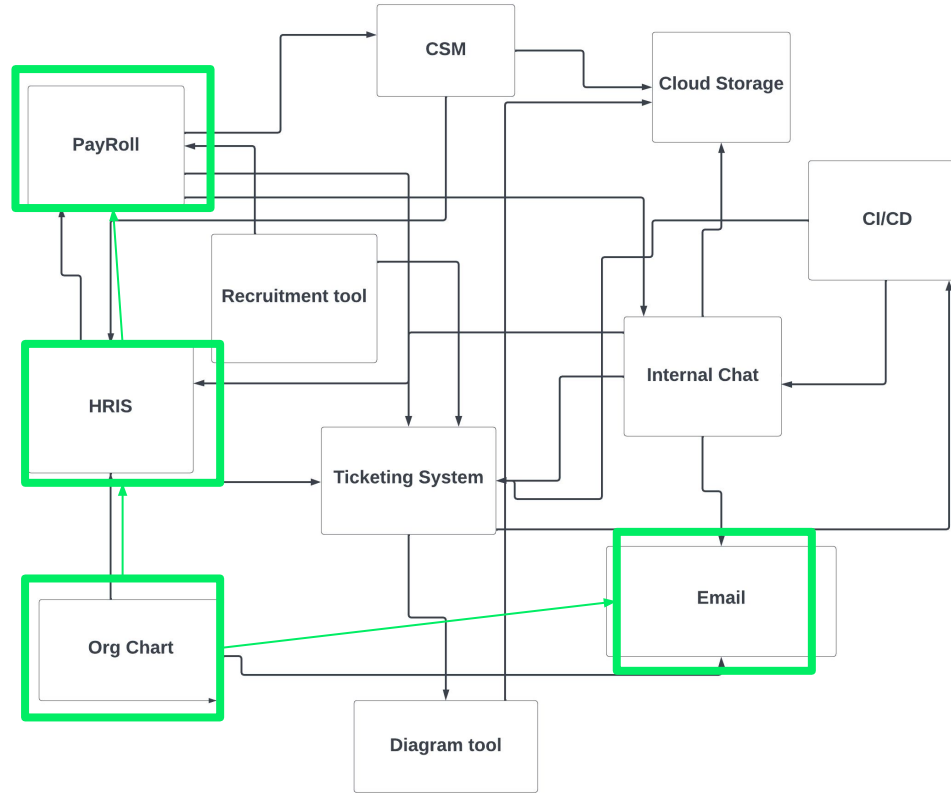 CSM
Cloud Storage
PayRoll
CI/CD
Recruitment tool
Internal Chat
HRIS
Ticketing System
Email
Org Chart
Diagram tool